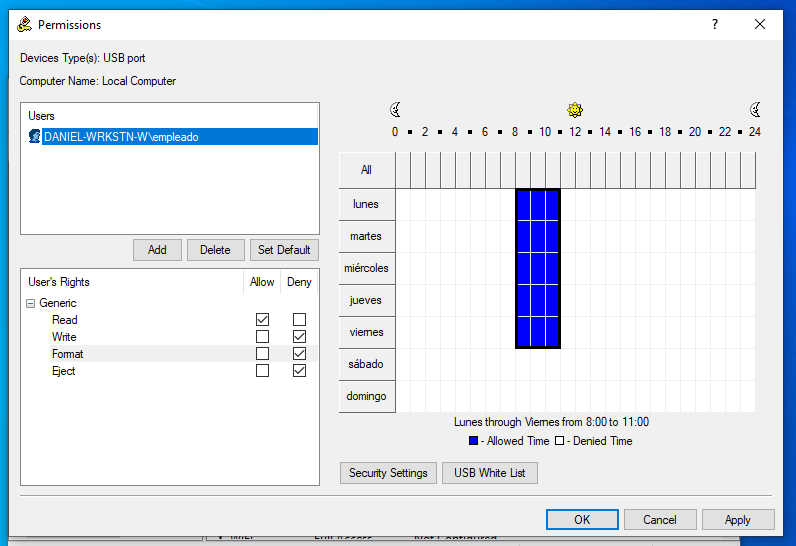 Permissions
?
Devices Type(s): USB port
Computer Name: Local Computer
Users
DANIEL-WRKSTN-W\empleado
Add Delete Set Default
User's Rights Allow Deny
Generic
Read
Write
Format
Eject
0 2 4 6 8 10 12 14 16 18 20 22 24
All
lunes
martes
miércoles
jueves
viernes
sábado
domingo
Lunes through Viernes from 8:00 to 11:00
- Allowed Time - Denied Time
Security Settings USB White List
OK Cancel Apply